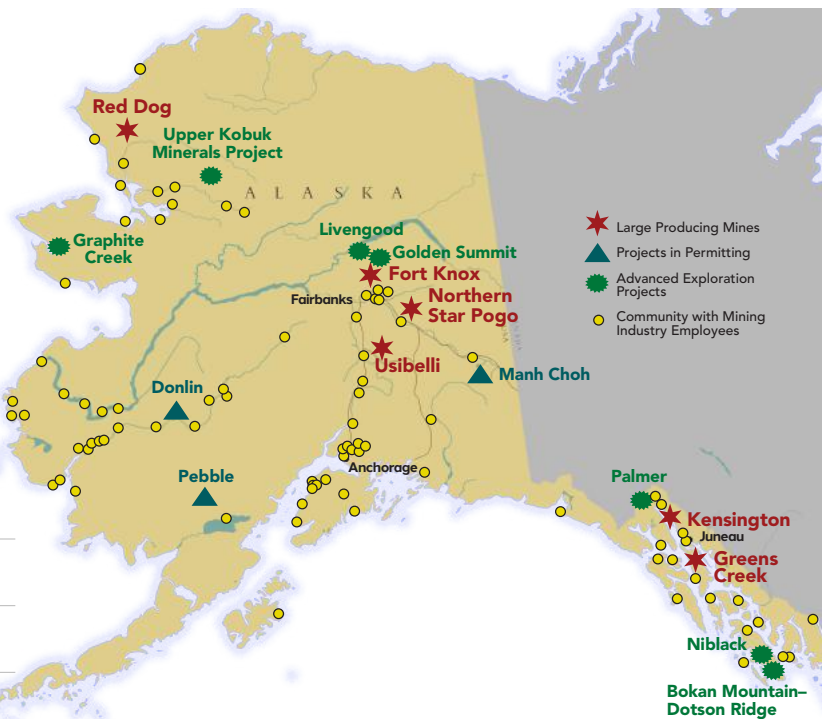 Red Dog
Upper Kobuk
Minerals Project
ALASKA
Graphite
Creek
Livengood
Golden Summit
Fort Knox
Fairbanks
Northern
Star Pogo
Usibelli
Manh Choh
Donlin
Pebble
Anchorage
Large Producing Mines
Projects in Permitting
Advanced Exploration
Projects
Community with Mining
Industry Employees
Palmer
Kensington
Juneau
Greens
Creek
Niblack
Bokan Mountain–
Dotson Ridge